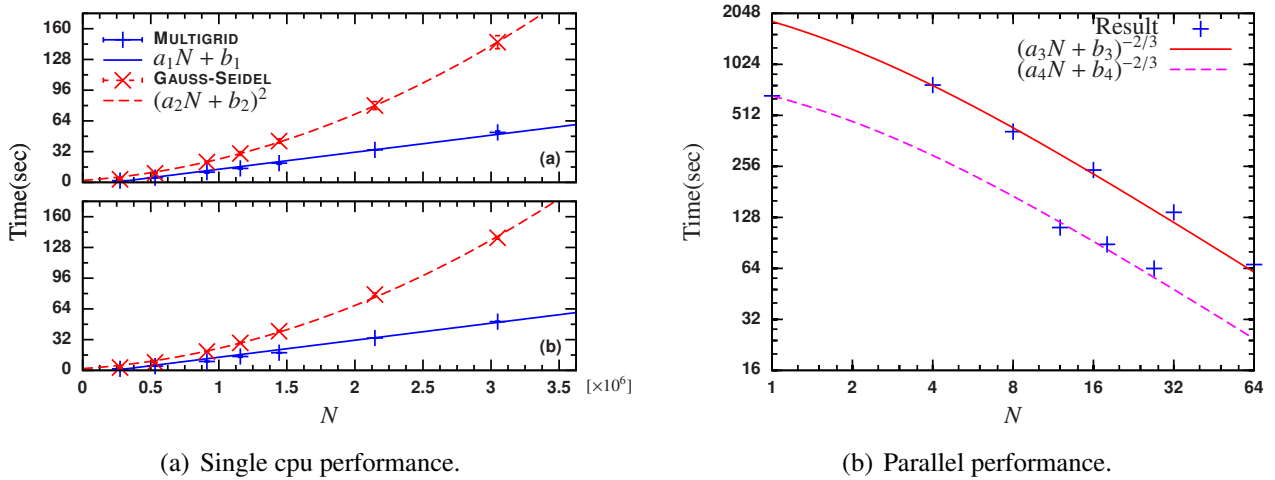 160
128
96
64
32
0
MULTIGRID
a₁N + b₁
GAUSS-SEIDEL
(a₂N + b₂)²
(a)
160
128
96
64
32
0
(b)
Time(sec)
0 0.5 1 1.5 2 2.5 3 3.5 [×10⁶]
N
(a) Single cpu performance.
2048
1024
512
256
128
64
32
16
Time(sec)
Result
(a₃N + b₃)⁻²/³
(a₄N + b₄)⁻²/³
1 2 4 8 16 32 64
N
(b) Parallel performance.